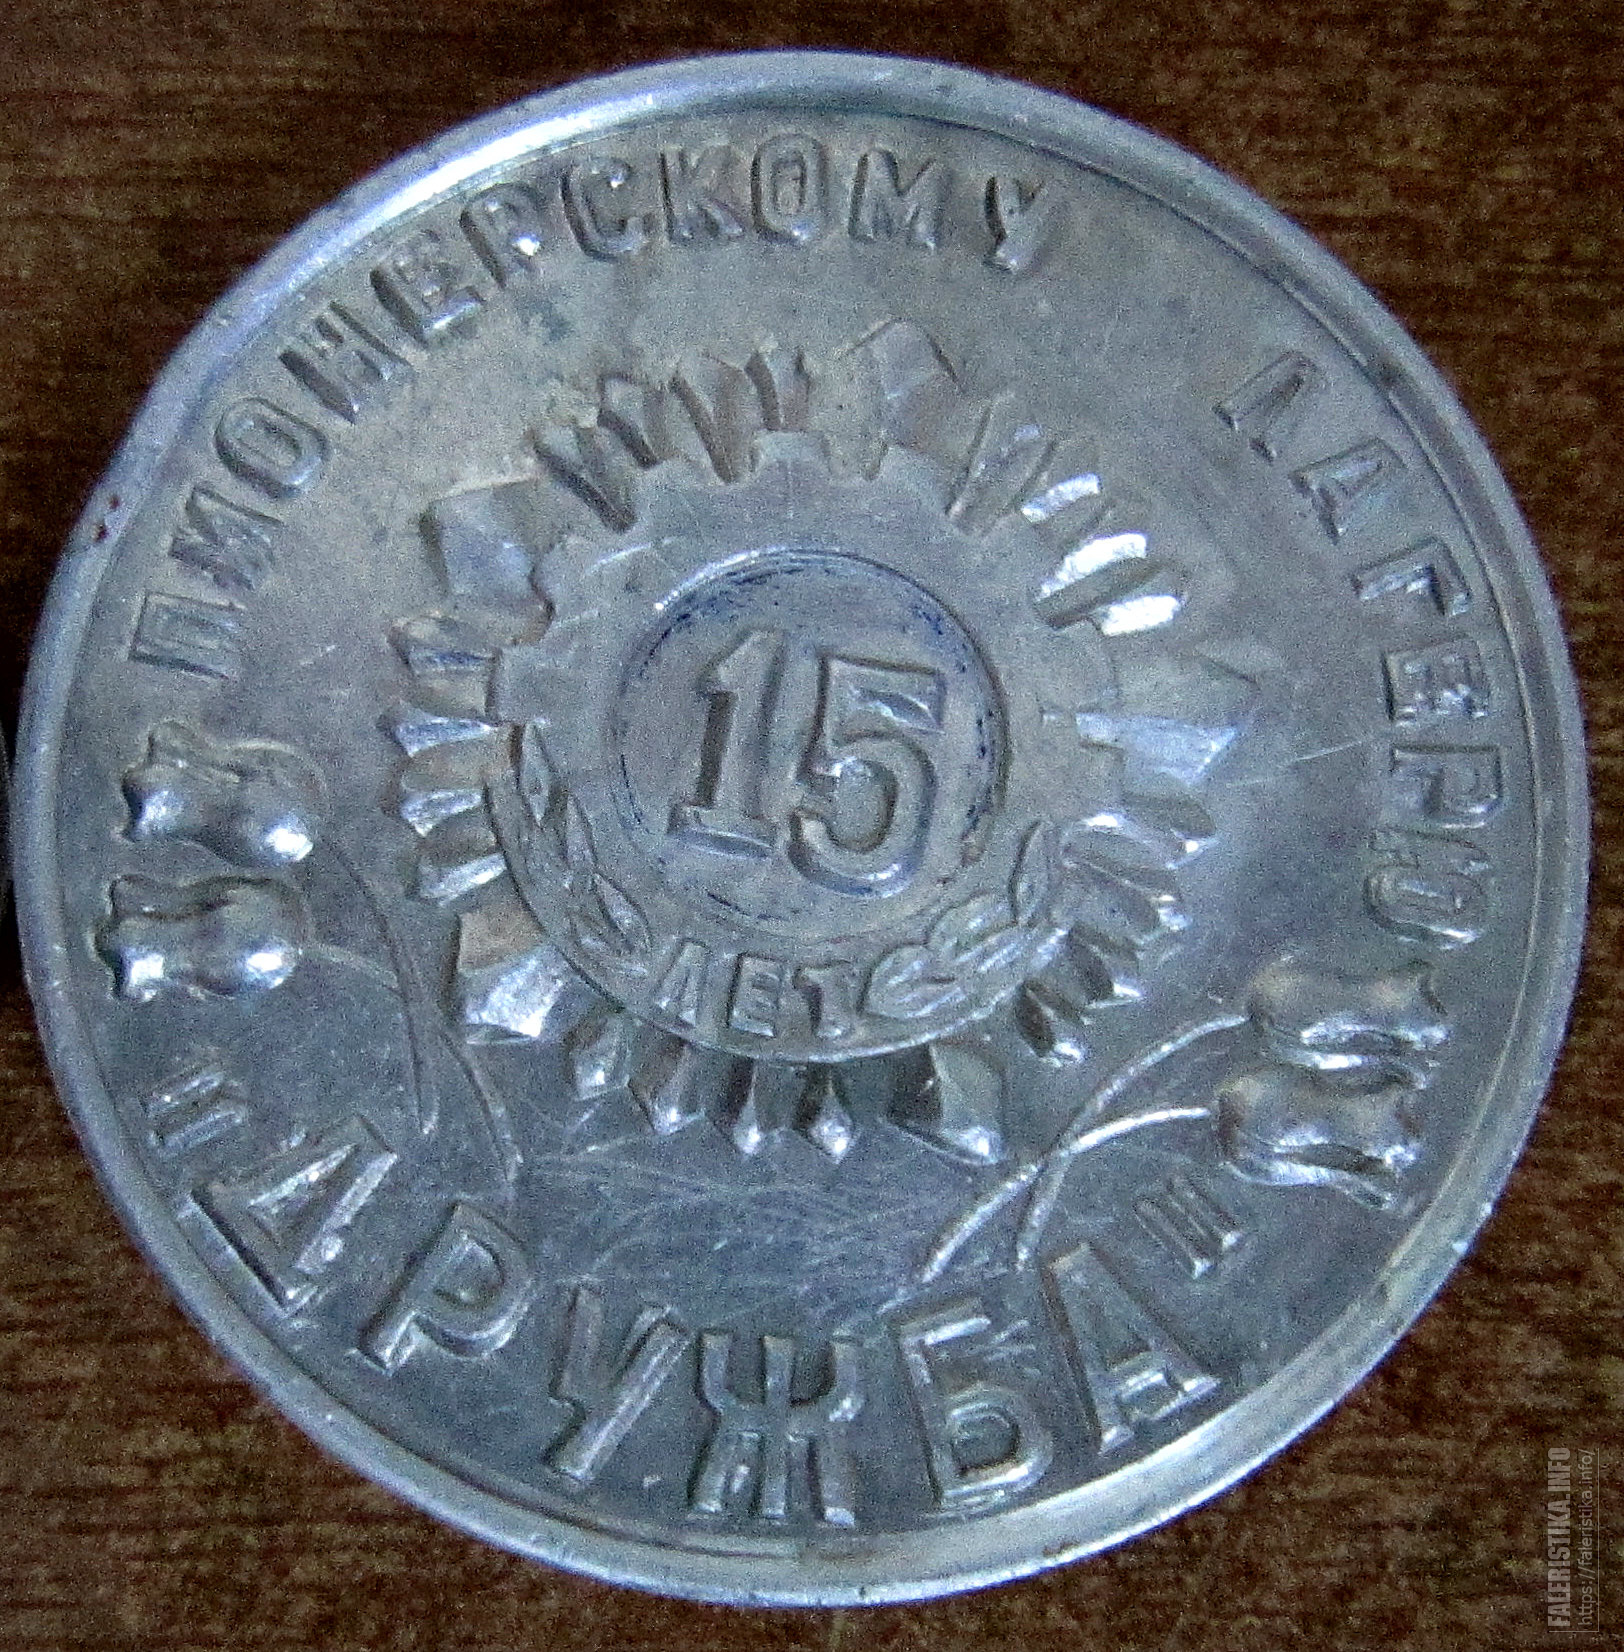 ПИОНЕРСКОМУ ЛАГЕРЮ
15
ЛЕТ
"ДРУЖБА"
FALERISTIKA.INFO
https://faleristika.info/